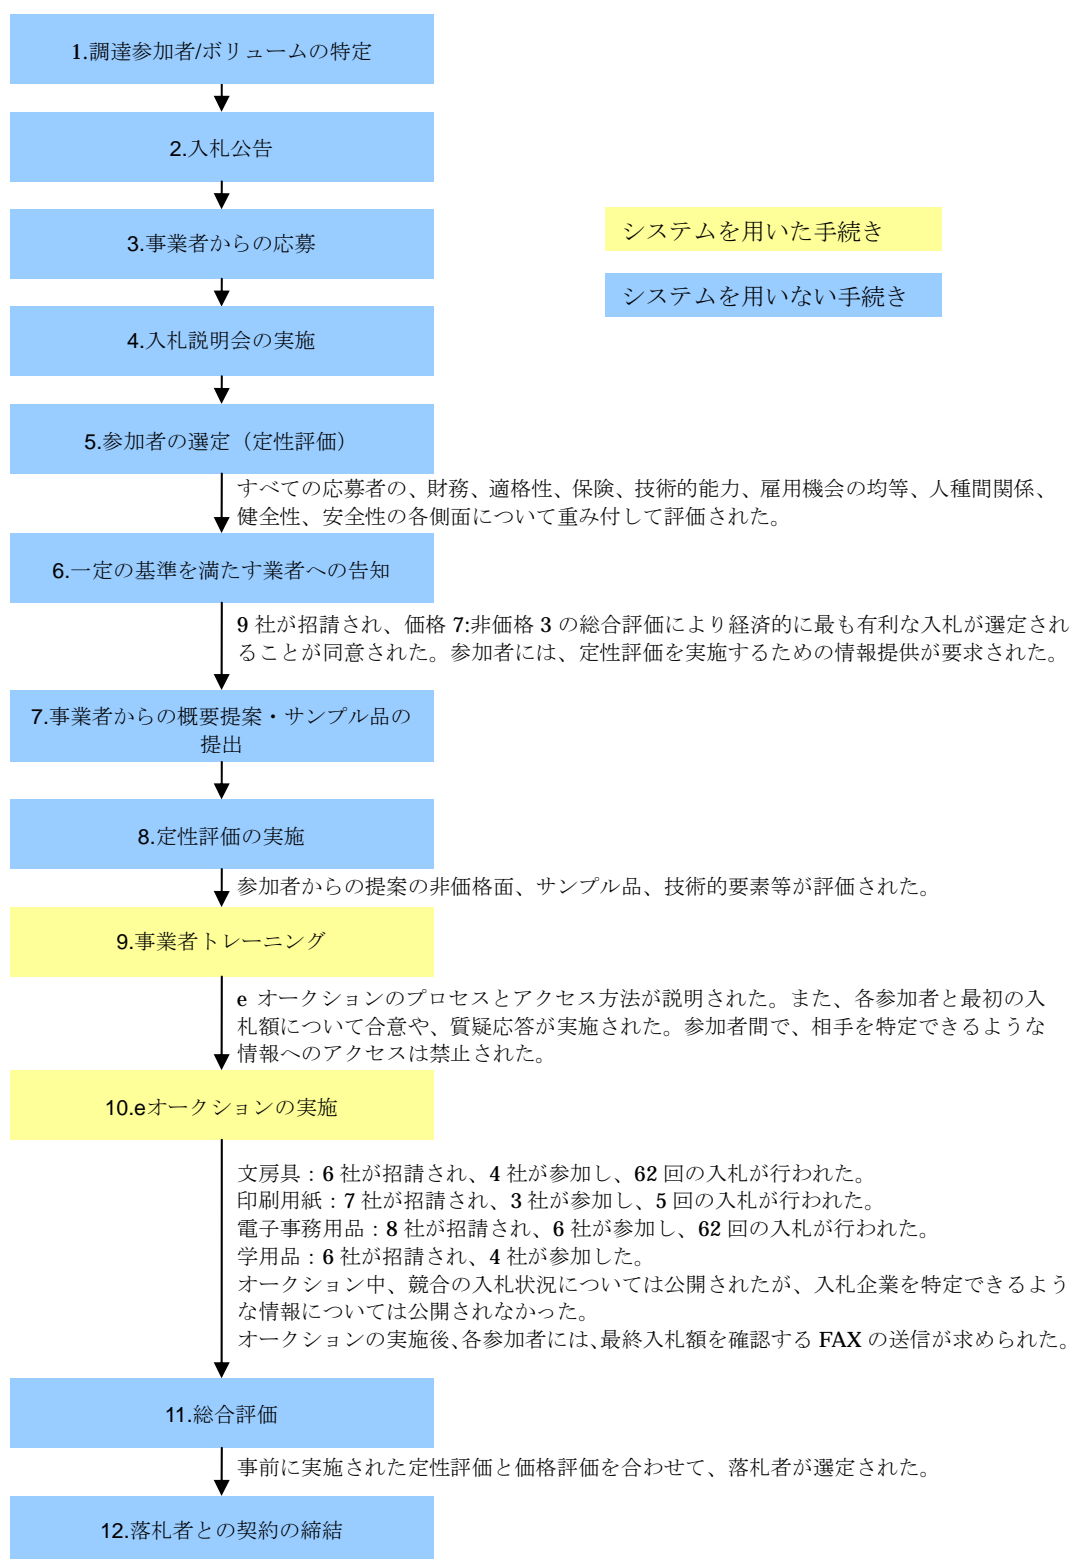 1.調達参加者/ボリュームの特定
2.入札公告
3.事業者からの応募
システムを用いた手続き
システムを用いない手続き
4.入札説明会の実施
5.参加者の選定（定性評価）
すべての応募者の、財務、適格性、保険、技術的能力、雇用機会の均等、人種間関係、
健全性、安全性の各側面について重み付して評価された。
6.一定の基準を満たす業者への告知
9 社が招請され、価格 7:非価格 3 の総合評価により経済的に最も有利な入札が選定され
ることが同意された。参加者には、定性評価を実施するための情報提供が要求された。
7.事業者からの概要提案・サンプル品の
提出
8.定性評価の実施
参加者からの提案の非価格面、サンプル品、技術的要素等が評価された。
9.事業者トレーニング
e オークションのプロセスとアクセス方法が説明された。また、各参加者と最初の入
札額について合意や、質疑応答が実施された。参加者間で、相手を特定できるような
情報へのアクセスは禁止された。
10.eオークションの実施
文房具：6 社が招請され、4 社が参加し、62 回の入札が行われた。
印刷用紙：7 社が招請され、3 社が参加し、5 回の入札が行われた。
電子事務用品：8 社が招請され、6 社が参加し、62 回の入札が行われた。
学用品：6 社が招請され、4 社が参加した。
オークション中、競合の入札状況については公開されたが、入札企業を特定できるよう
な情報については公開されなかった。
オークションの実施後、各参加者には、最終入札額を確認する FAX の送信が求められた。
11.総合評価
事前に実施された定性評価と価格評価を合わせて、落札者が選定された。
12.落札者との契約の締結